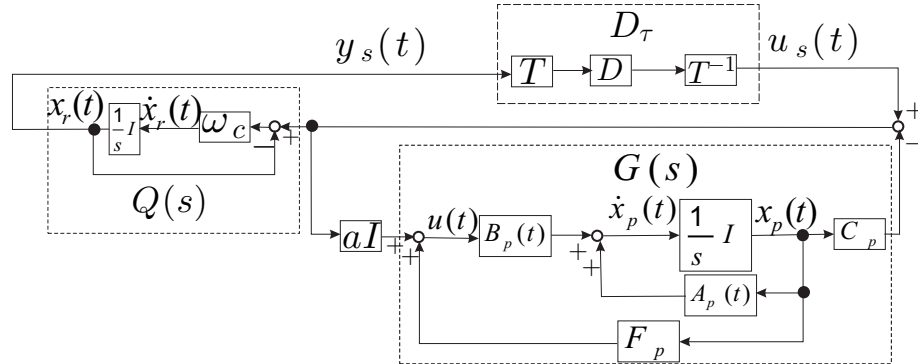 D_τ
y_s(t)
u_s(t)
T
D
T^{-1}
x_r(t)
ẋ_r(t)
1/s I
ω_c
+
−
+
−
Q(s)
G(s)
aI
+
+
u(t)
B_p(t)
+
+
ẋ_p(t)
1/s I
x_p(t)
C_p
A_p(t)
F_p